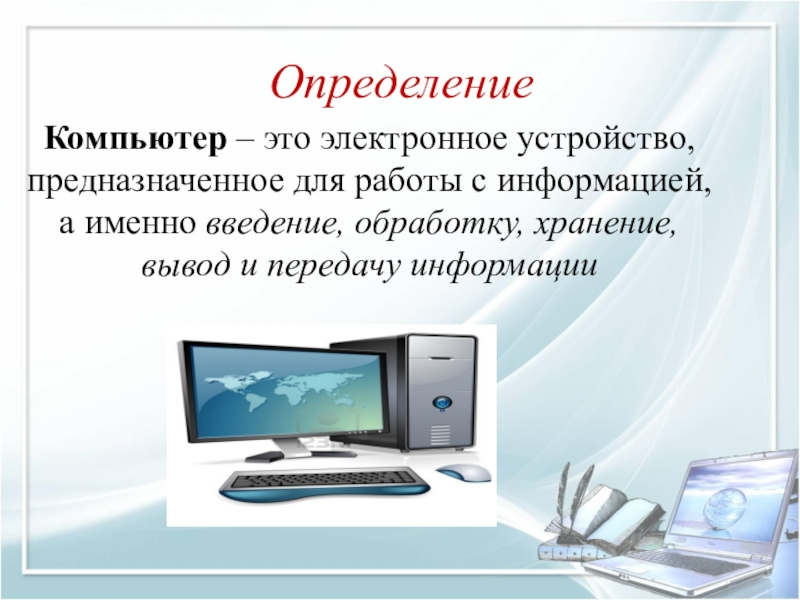 Определение
Компьютер – это электронное устройство,
предназначенное для работы с информацией,
а именно введение, обработку, хранение,
вывод и передачу информации